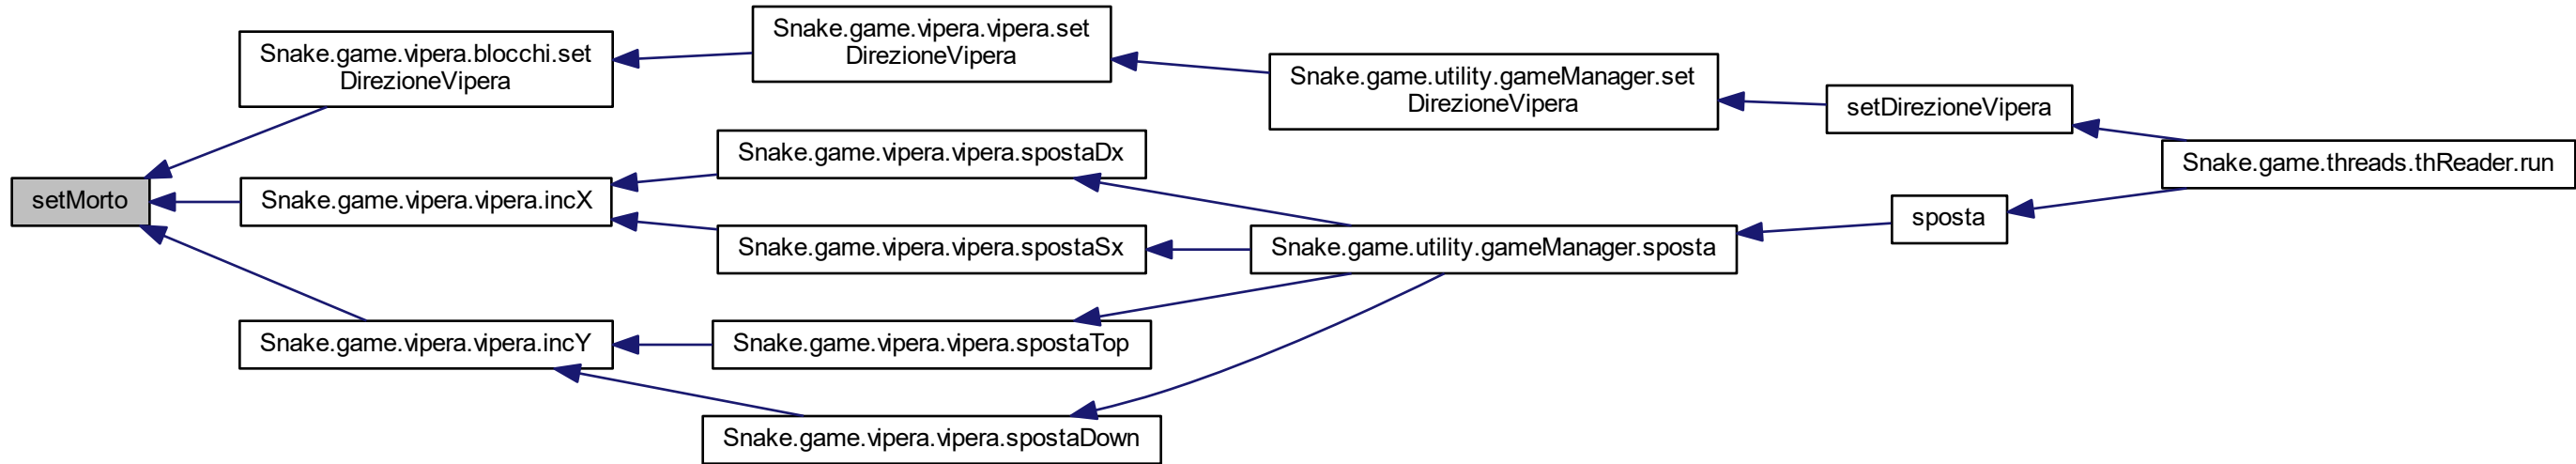 setMorto
Snake.game.vipera.blocchi.set
DirezioneVipera
Snake.game.vipera.vipera.set
DirezioneVipera
Snake.game.utility.gameManager.set
DirezioneVipera
setDirezioneVipera
Snake.game.threads.thReader.run
Snake.game.vipera.vipera.incX
Snake.game.vipera.vipera.spostaDx
Snake.game.vipera.vipera.spostaSx
Snake.game.utility.gameManager.sposta
sposta
Snake.game.vipera.vipera.incY
Snake.game.vipera.vipera.spostaTop
Snake.game.vipera.vipera.spostaDown